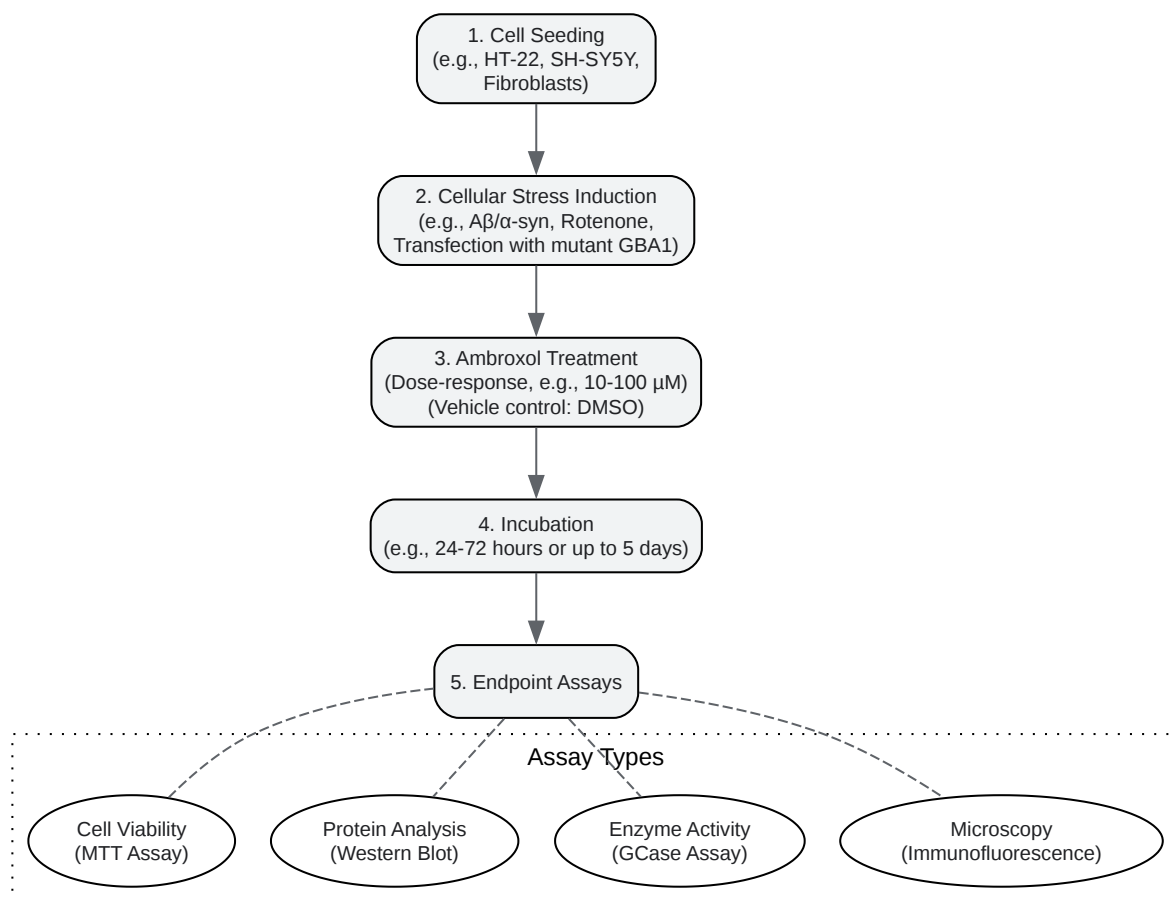 1. Cell Seeding
(e.g., HT-22, SH-SY5Y,
Fibroblasts)
2. Cellular Stress Induction
(e.g., Aβ/α-syn, Rotenone,
Transfection with mutant GBA1)
3. Ambroxol Treatment
(Dose-response, e.g., 10-100 µM)
(Vehicle control: DMSO)
4. Incubation
(e.g., 24-72 hours or up to 5 days)
5. Endpoint Assays
Assay Types
Cell Viability
(MTT Assay)
Protein Analysis
(Western Blot)
Enzyme Activity
(GCase Assay)
Microscopy
(Immunofluorescence)